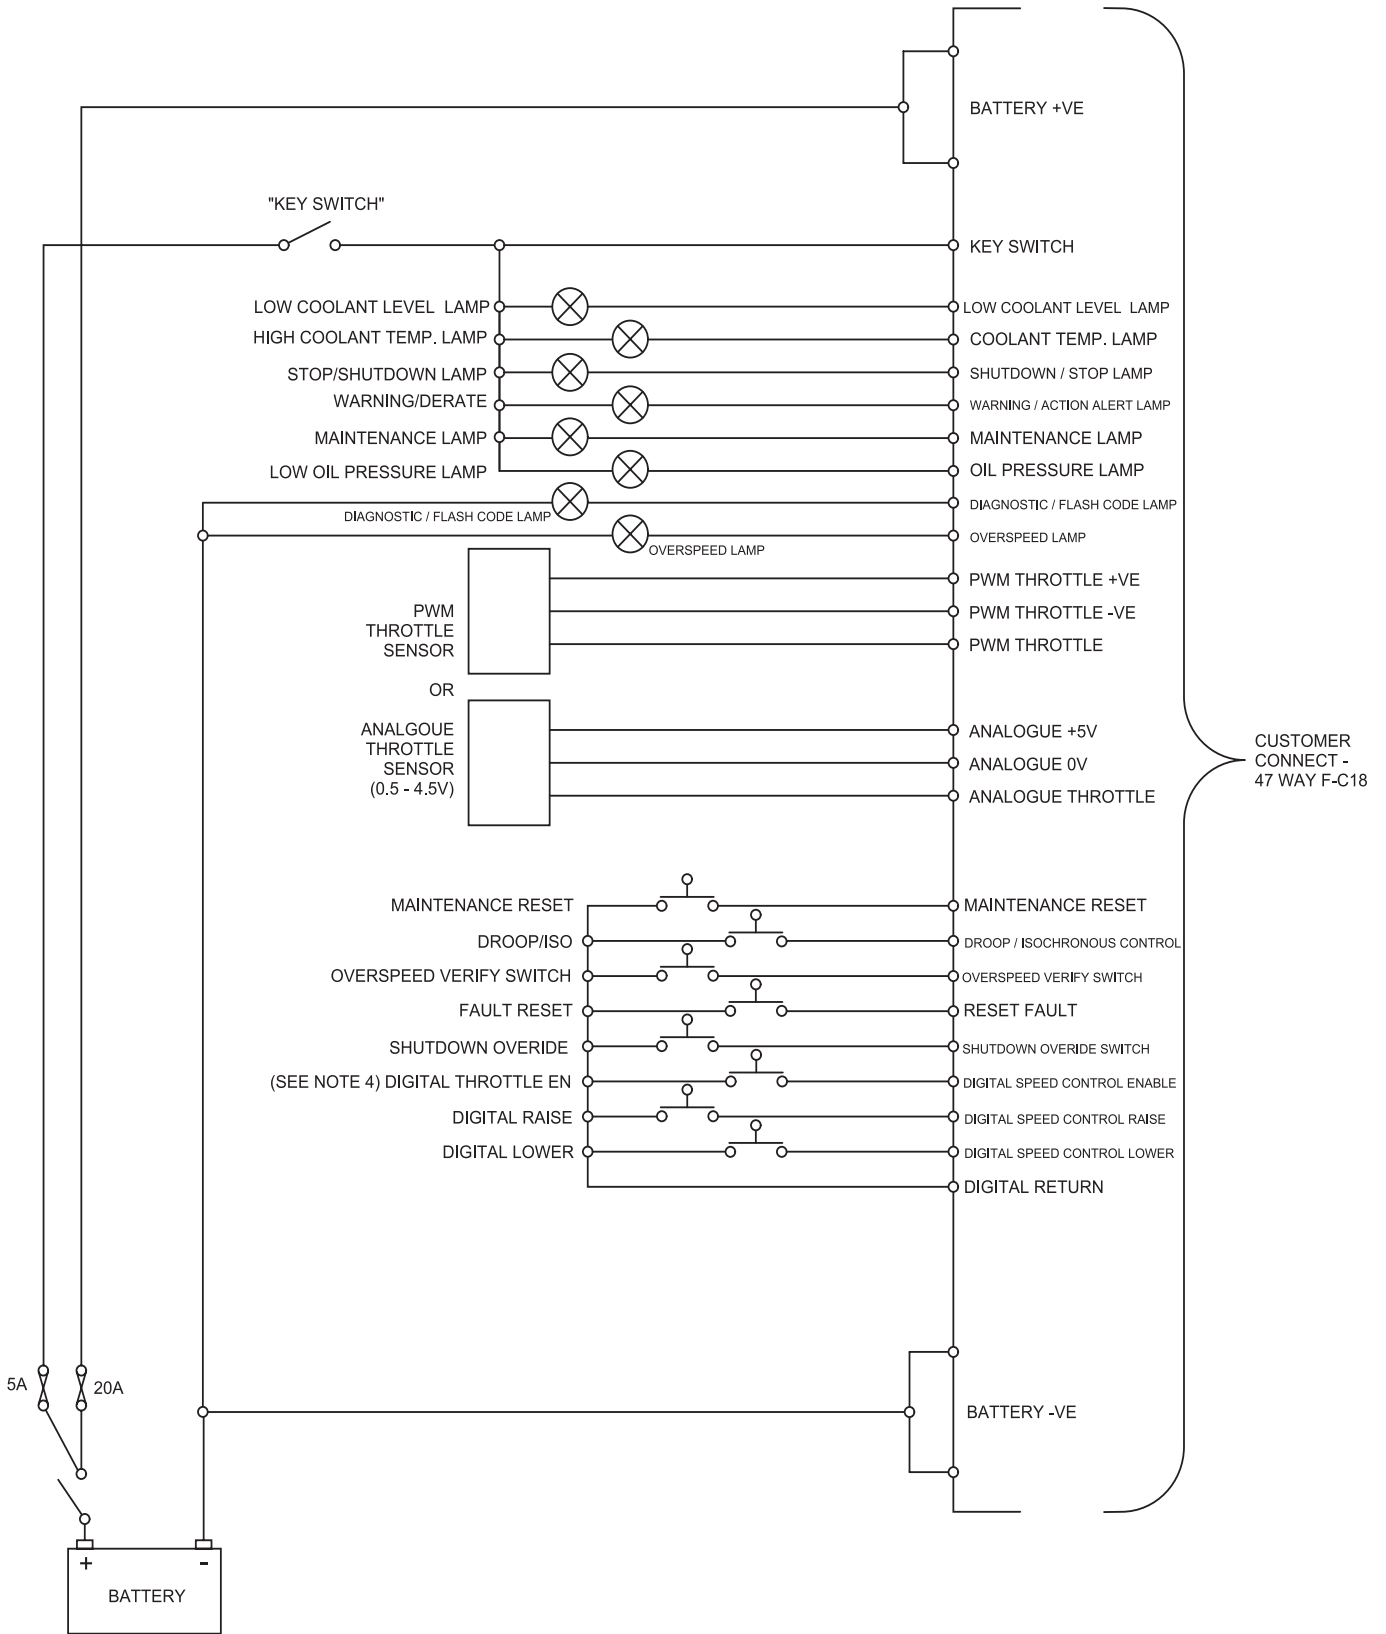 BATTERY +VE
"KEY SWITCH"
KEY SWITCH
LOW COOLANT LEVEL LAMP
LOW COOLANT LEVEL LAMP
HIGH COOLANT TEMP. LAMP
COOLANT TEMP. LAMP
STOP/SHUTDOWN LAMP
SHUTDOWN / STOP LAMP
WARNING/DERATE
WARNING / ACTION ALERT LAMP
MAINTENANCE LAMP
MAINTENANCE LAMP
LOW OIL PRESSURE LAMP
OIL PRESSURE LAMP
DIAGNOSTIC / FLASH CODE LAMP
DIAGNOSTIC / FLASH CODE LAMP
OVERSPEED LAMP
OVERSPEED LAMP
PWM
THROTTLE
SENSOR
PWM THROTTLE +VE
PWM THROTTLE -VE
PWM THROTTLE
OR
ANALGOUE
THROTTLE
SENSOR
(0.5 - 4.5V)
ANALOGUE +5V
ANALOGUE 0V
ANALOGUE THROTTLE
CUSTOMER
CONNECT -
47 WAY F-C18
MAINTENANCE RESET
MAINTENANCE RESET
DROOP/ISO
DROOP / ISOCHRONOUS CONTROL
OVERSPEED VERIFY SWITCH
OVERSPEED VERIFY SWITCH
FAULT RESET
RESET FAULT
SHUTDOWN OVERIDE
SHUTDOWN OVERIDE SWITCH
(SEE NOTE 4) DIGITAL THROTTLE EN
DIGITAL SPEED CONTROL ENABLE
DIGITAL RAISE
DIGITAL SPEED CONTROL RAISE
DIGITAL LOWER
DIGITAL SPEED CONTROL LOWER
DIGITAL RETURN
5A
20A
BATTERY -VE
+
-
BATTERY